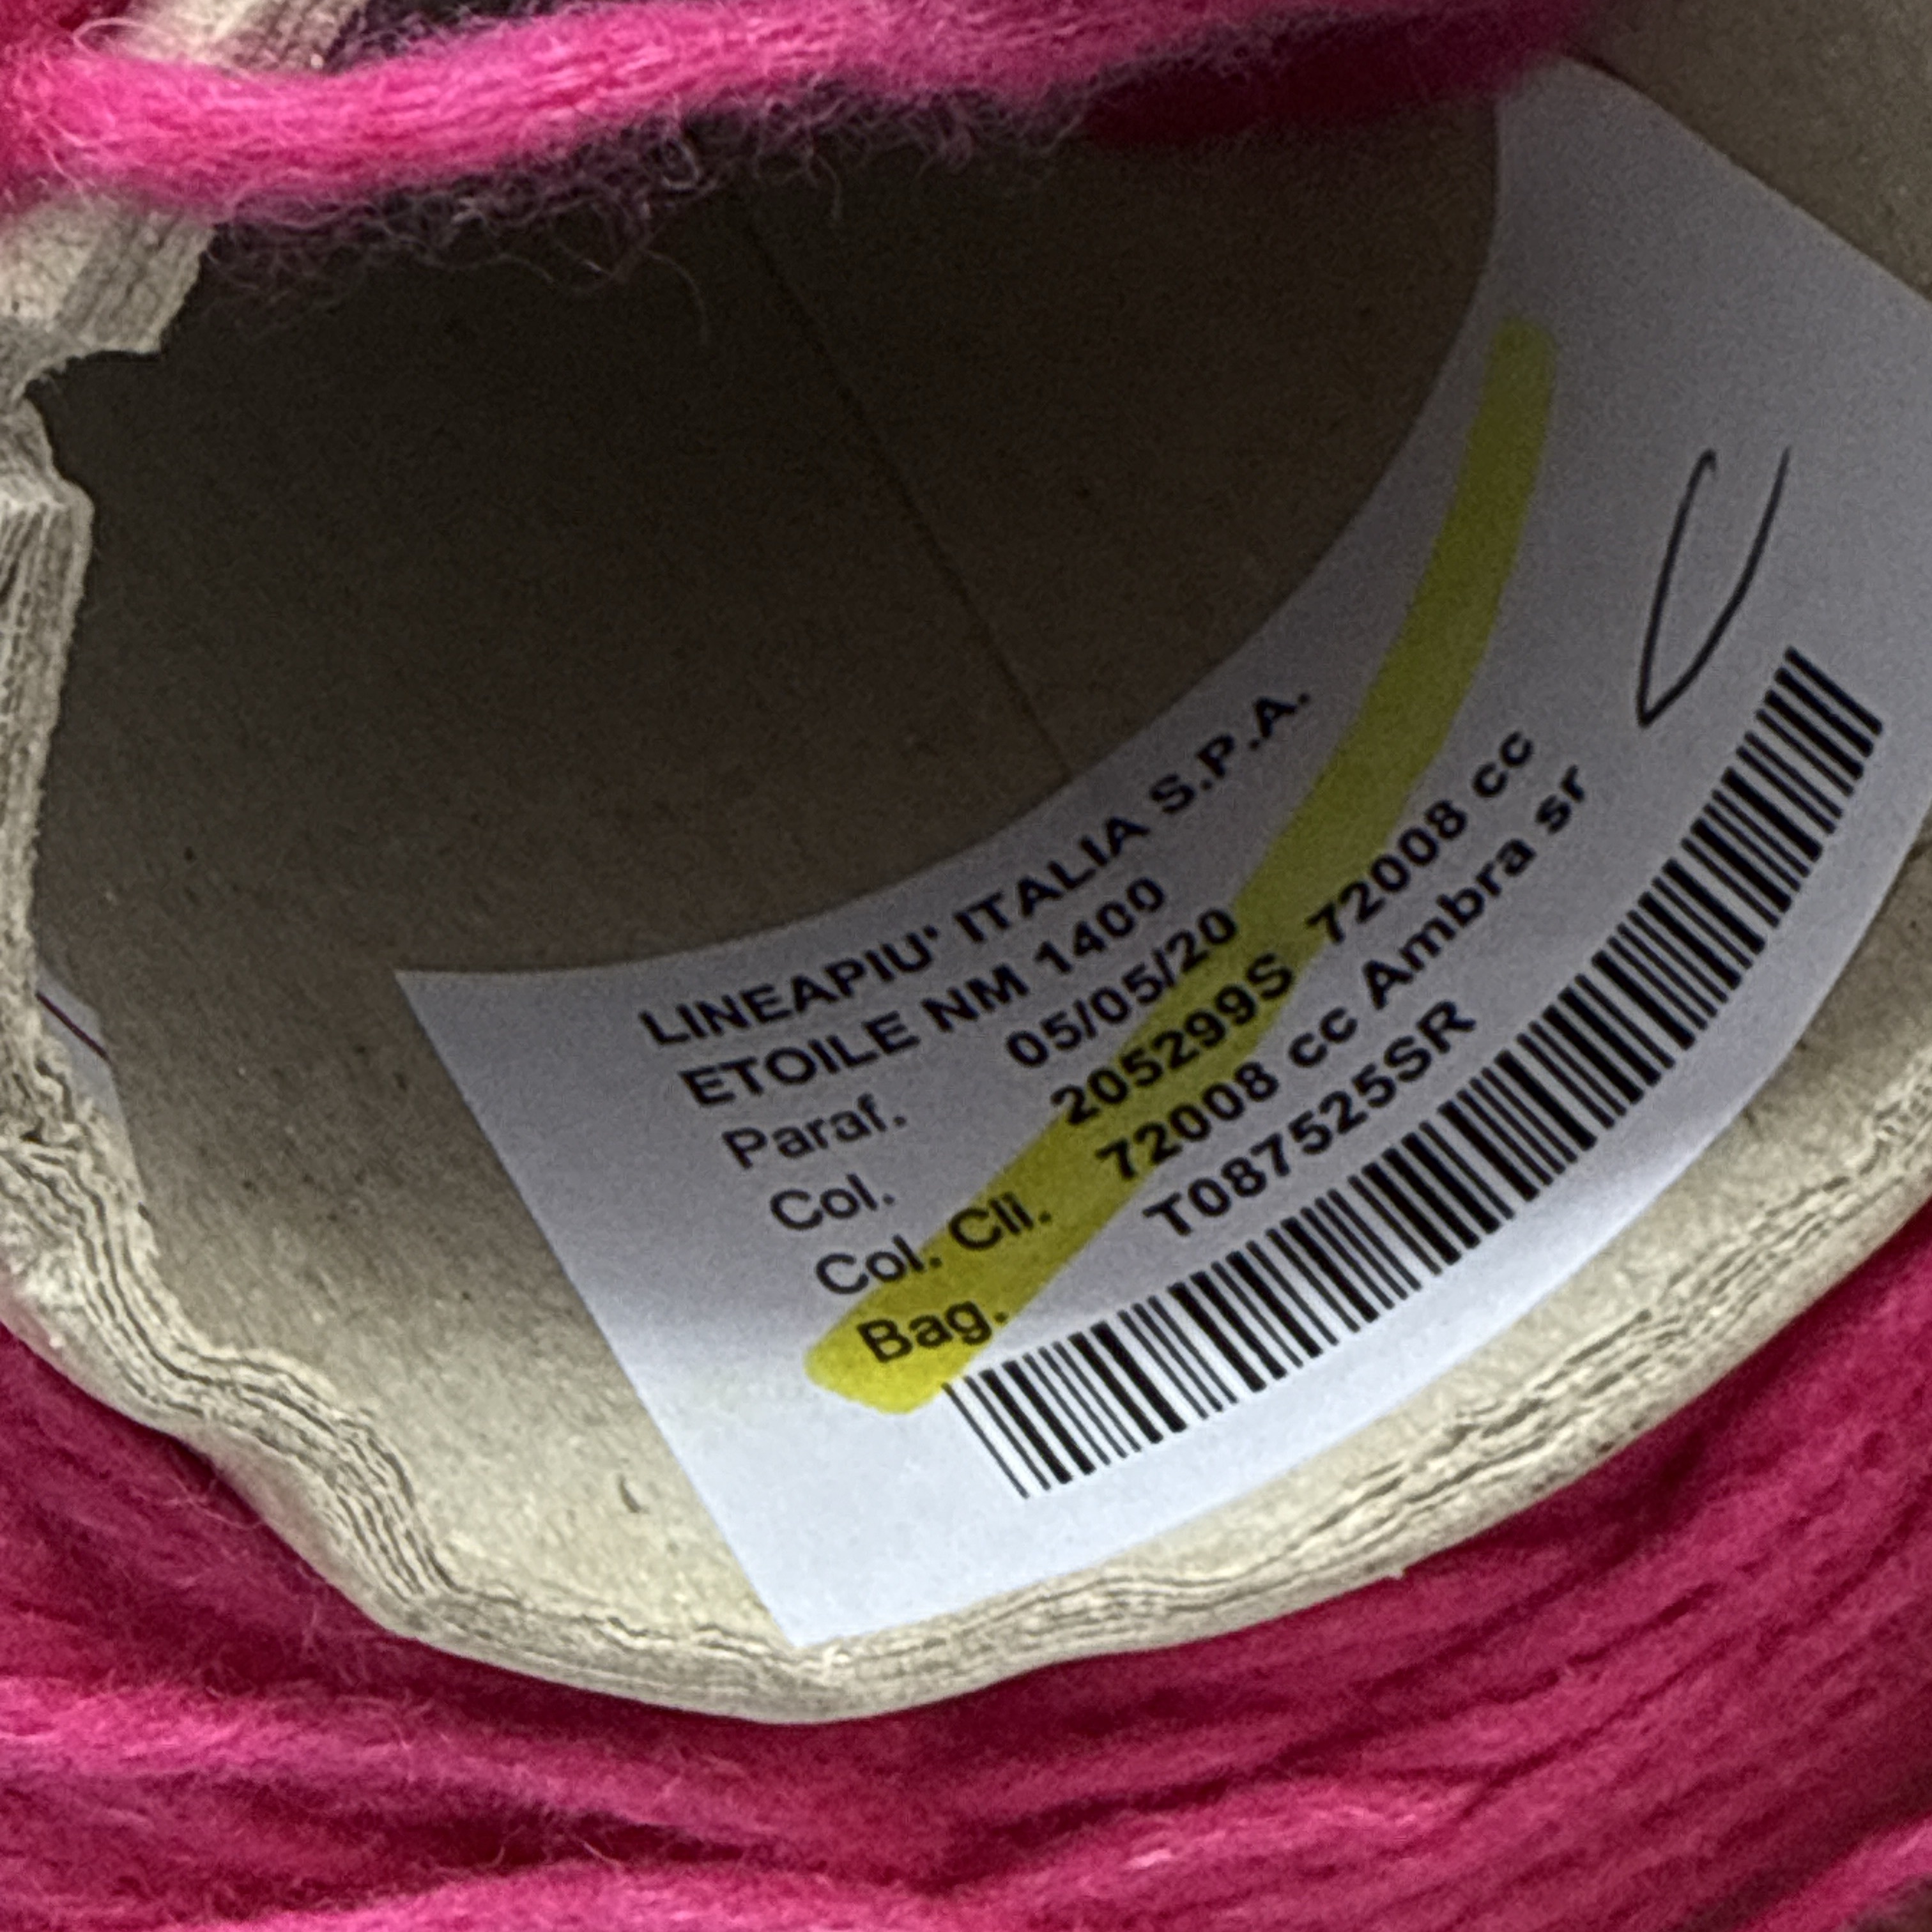 LINEAPIU' ITALIA S.P.A.
ETOILE NM 1400
Paraf. 05/05/20
Col. 205299S 72008 cc
Col. Cli. 72008 cc Ambra sr
Bag. T087525SR